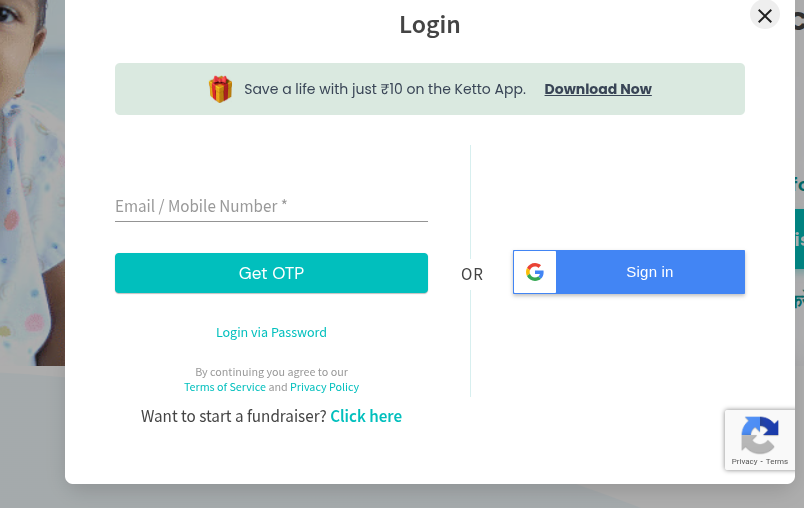 Login
Save a life with just ₹10 on the Ketto App. Download Now
Email / Mobile Number *
Get OTP
OR
Sign in
Login via Password
By continuing you agree to our
Terms of Service and Privacy Policy
Want to start a fundraiser? Click here
Privacy - Terms